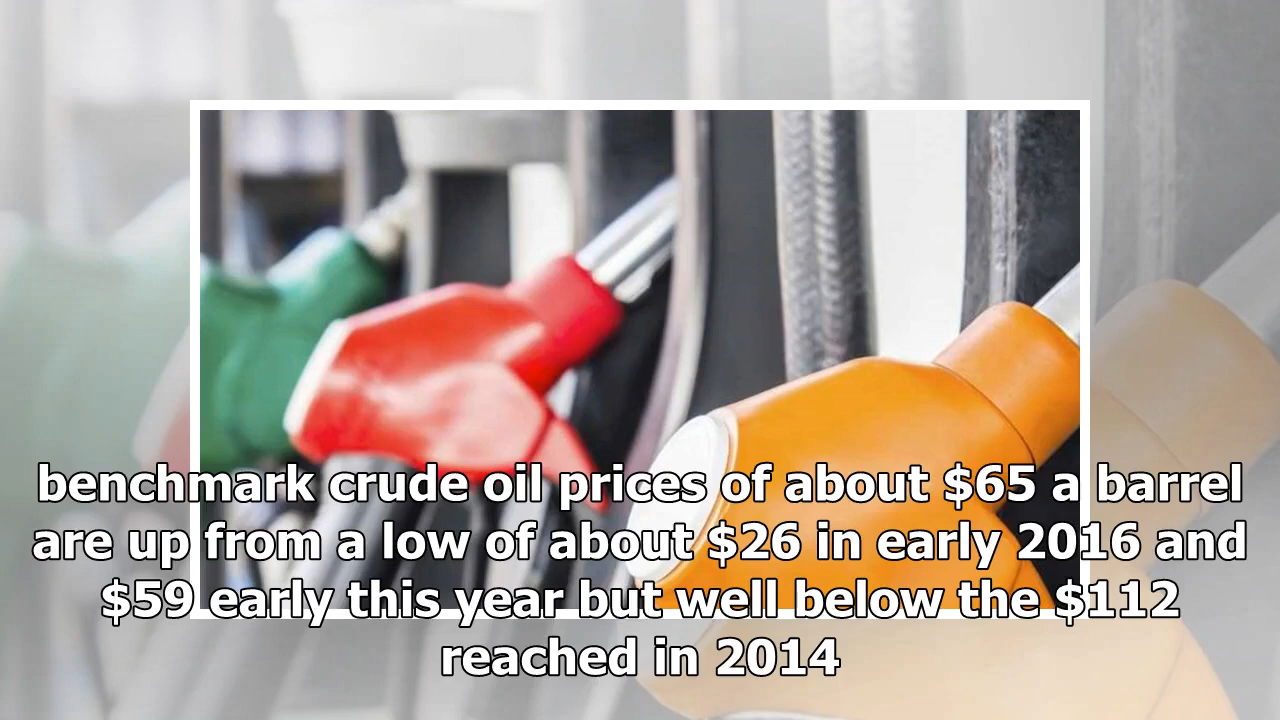 benchmark crude oil prices of about $65 a barrel
are up from a low of about $26 in early 2016 and
$59 early this year but well below the $112
reached in 2014